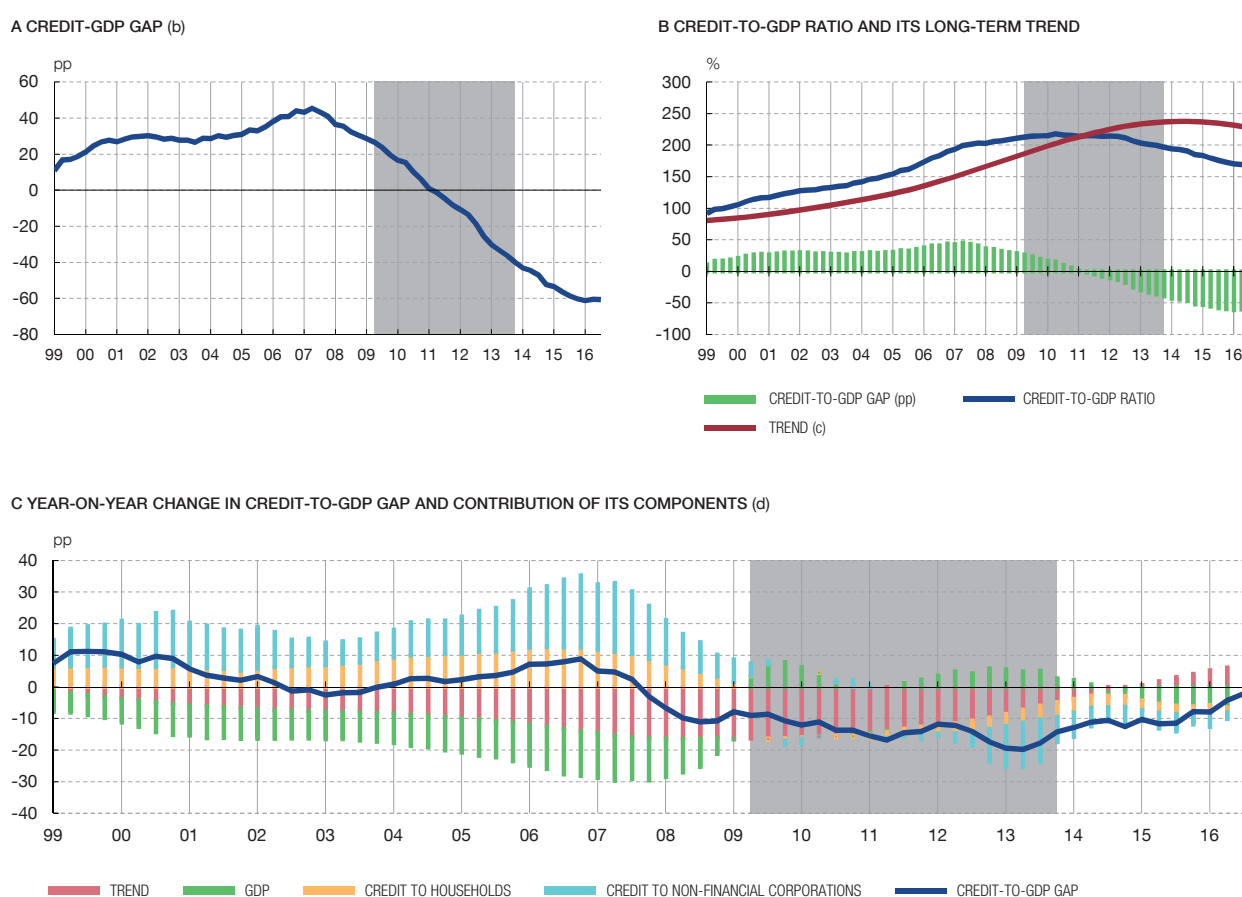 A CREDIT-GDP GAP (b)
pp
60
40
20
0
-20
-40
-60
-80
99 00 01 02 03 04 05 06 07 08 09 10 11 12 13 14 15 16
B CREDIT-TO-GDP RATIO AND ITS LONG-TERM TREND
%
300
250
200
150
100
50
0
-50
-100
99 00 01 02 03 04 05 06 07 08 09 10 11 12 13 14 15 16
CREDIT-TO-GDP GAP (pp) CREDIT-TO-GDP RATIO
TREND (c)
C YEAR-ON-YEAR CHANGE IN CREDIT-TO-GDP GAP AND CONTRIBUTION OF ITS COMPONENTS (d)
pp
40
30
20
10
0
-10
-20
-30
-40
99 00 01 02 03 04 05 06 07 09 10 11 12 13 14 15 16
TREND GDP CREDIT TO HOUSEHOLDS CREDIT TO NON-FINANCIAL CORPORATIONS CREDIT-TO-GDP GAP